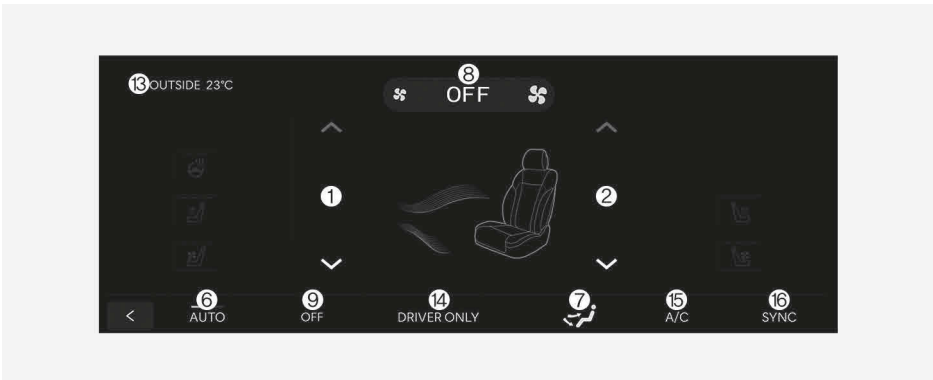 8
13 OUTSIDE 23°C
OFF
1
2
6
9
14
7
15
16
AUTO
OFF
DRIVER ONLY
A/C
SYNC